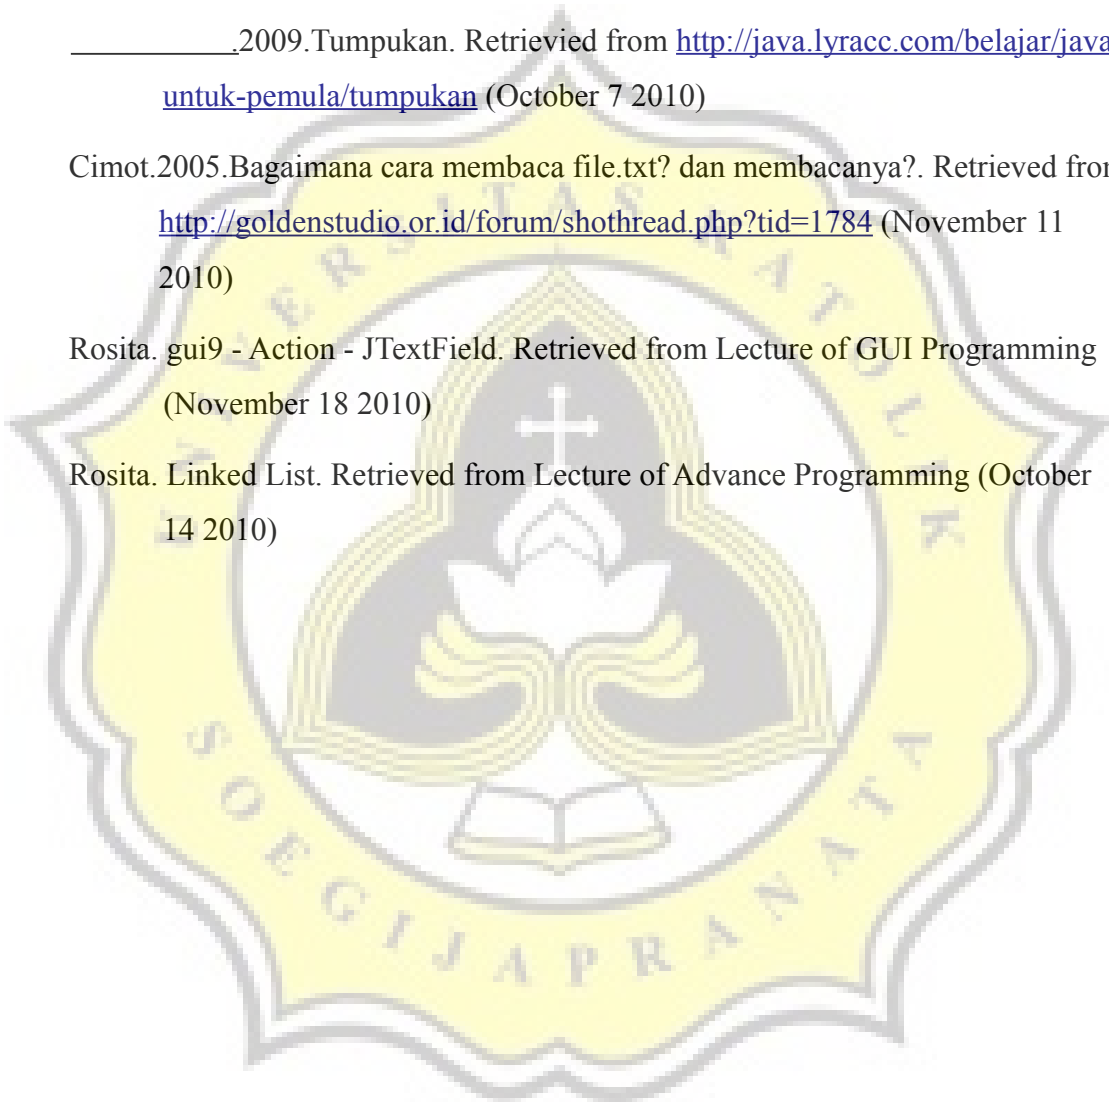 __________.2009.Tumpukan. Retrievied from http://java.lyracc.com/belajar/java
untuk-pemula/tumpukan (October 7 2010)
Cimot.2005.Bagaimana cara membaca file.txt? dan membacanya?. Retrieved from
http://goldenstudio.or.id/forum/shothread.php?tid=1784 (November 11
2010)
Rosita. gui9 - Action - JTextField. Retrieved from Lecture of GUI Programming
(November 18 2010)
Rosita. Linked List. Retrieved from Lecture of Advance Programming (October
14 2010)
UNIVERSITAS KATOLIK
SOEGIJAPRANATA